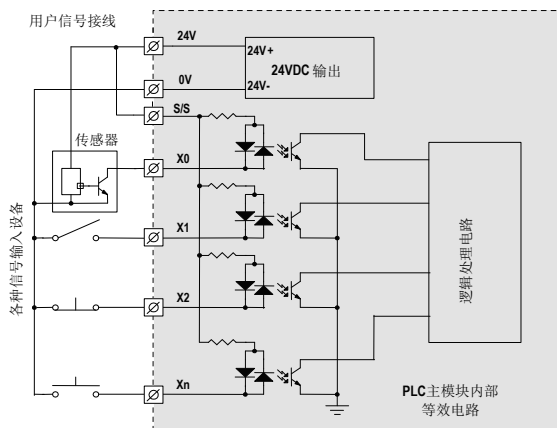 用户信号接线
24V
24V+
24VDC 输出
0V
24V-
S/S
传感器
X0
X1
X2
Xn
各种信号输入设备
逻辑处理电路
PLC主模块内部
等效电路